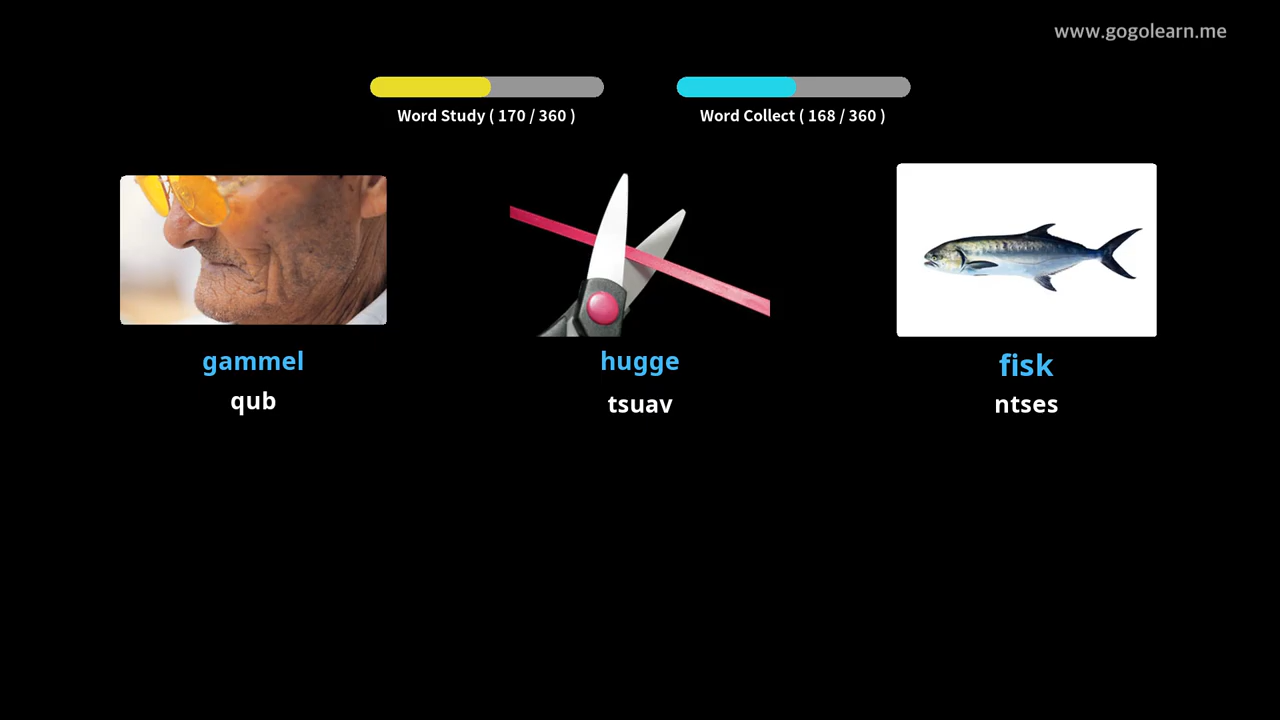 www.gogolearn.me
Word Study ( 170 / 360 )
Word Collect ( 168 / 360 )
gammel
qub
hugge
tsuav
fisk
ntses